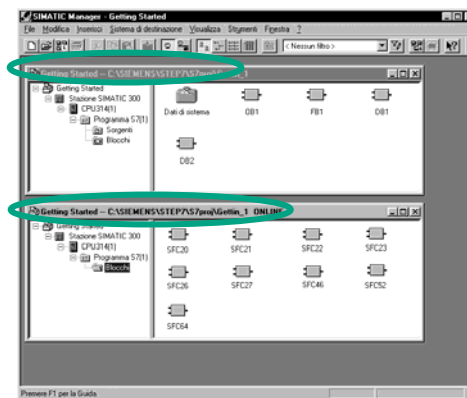 SIMATIC Manager - Getting Started
File Modifica Inserisci Sistema di destinazione Visualizza Strumenti Finestra ?
< Nessun filtro >
Getting Started -- C:\SIEMENS\STEP7\S7proj\Gettin_1
Getting Started
Stazione SIMATIC 300
CPU314(1)
Programma S7(1)
Sorgenti
Blocchi
Dati di sistema
OB1
FB1
DB1
DB2
Getting Started -- C:\SIEMENS\STEP7\S7proj\Gettin_1 ONLINE
Getting Started
Stazione SIMATIC 300
CPU314(1)
Programma S7(1)
Blocchi
SFC20
SFC21
SFC22
SFC23
SFC26
SFC27
SFC46
SFC52
SFC64
Premere F1 per la Guida